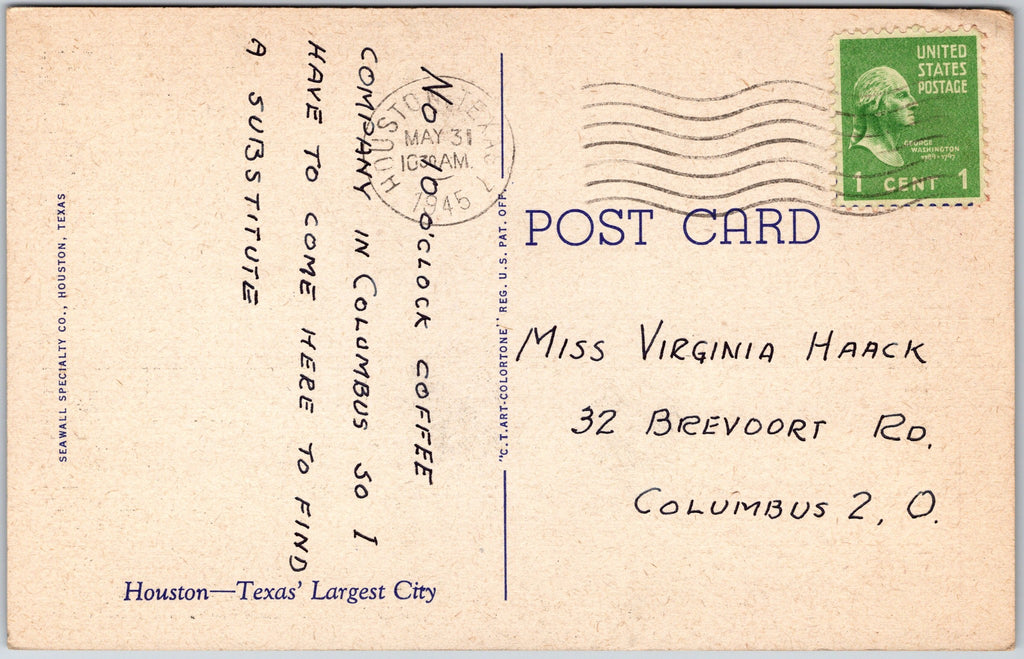 No 10 O'CLOCK COFFEE
COMPANY IN COLUMBUS SO I
HAVE TO COME HERE TO FIND
A SUBSTITUTE
Houston—Texas' Largest City
SEAWALL SPECIALTY CO., HOUSTON, TEXAS
"C.T. ART-COLORTONE" REG. U.S. PAT. OFF.
HOUSTON, TEXAS
MAY 31
10 30 AM.
1945
UNITED
STATES
POSTAGE
GEORGE
WASHINGTON
1789-1797
1 CENT 1
POST CARD
MISS VIRGINIA HAACK
32 BREVOORT RD.
COLUMBUS 2, O.